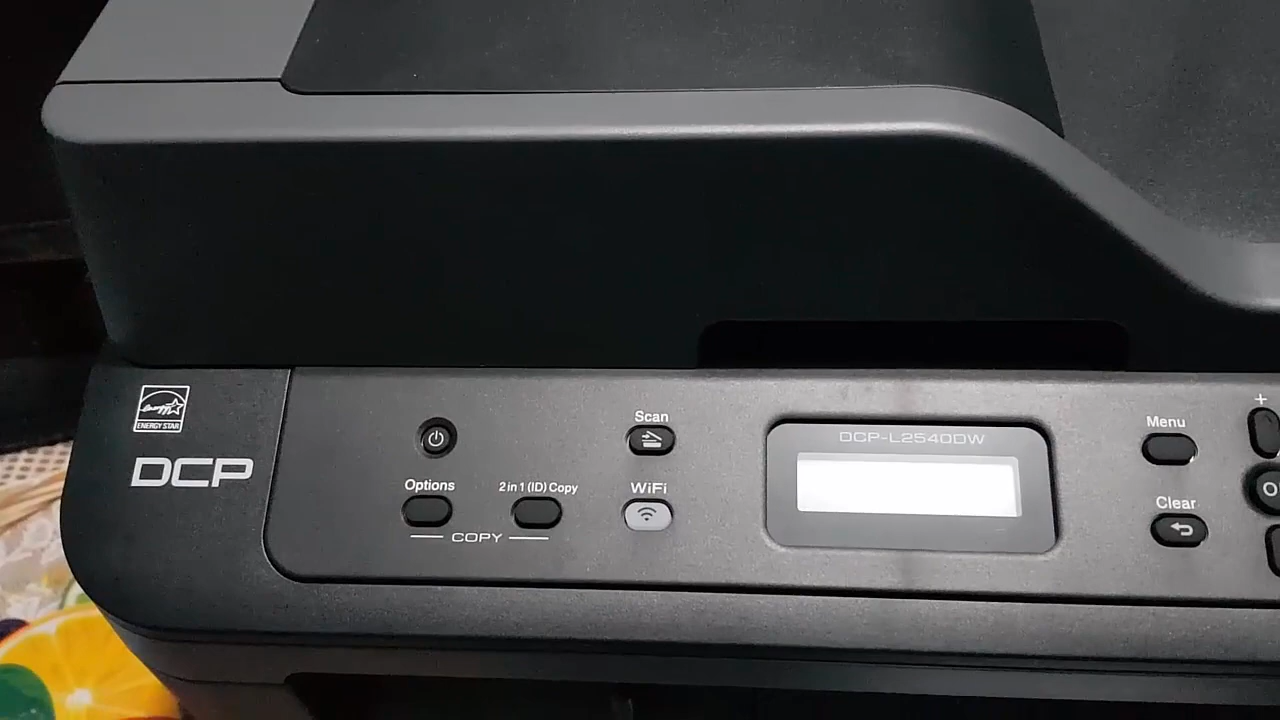 ENERGY STAR
DCP
Options
2 in 1 (ID) Copy
COPY
Scan
WiFi
DCP-L2540DW
Menu
Clear
+